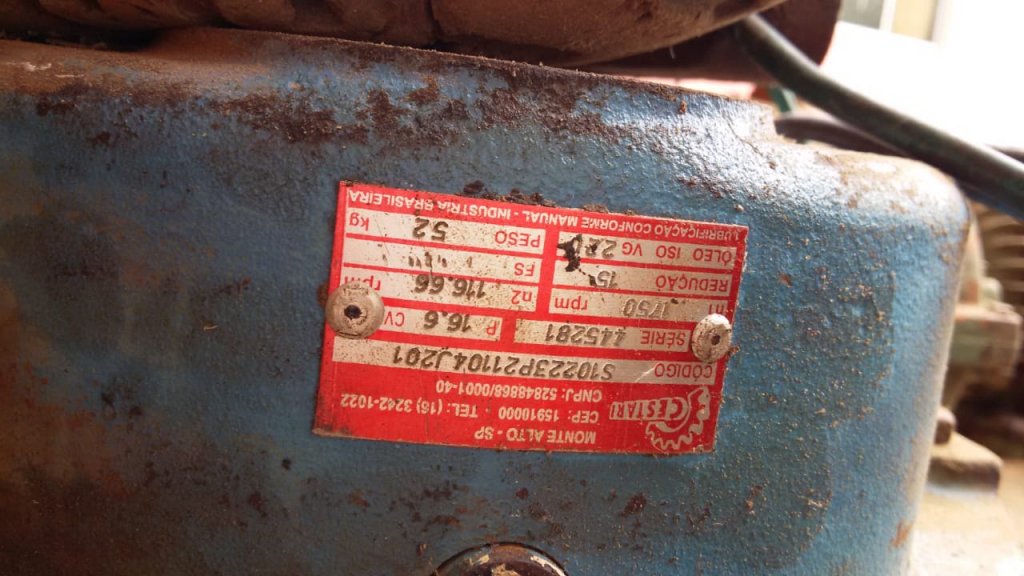 MONTE ALTO - SP
CESTARI
CEP: 15910000 - TEL: (16) 3242-1022
CNPJ: 52848868/0001-40
CÓDIGO S10223P21104J201
SÉRIE 445281 P 16.6 CV
n1 1750 rpm n2 116.66 rpm
REDUÇÃO 15 FS
ÓLEO ISO VG PESO 52 kg
LUBRIFICAÇÃO CONFORME MANUAL - INDUSTRIA BRASILEIRA